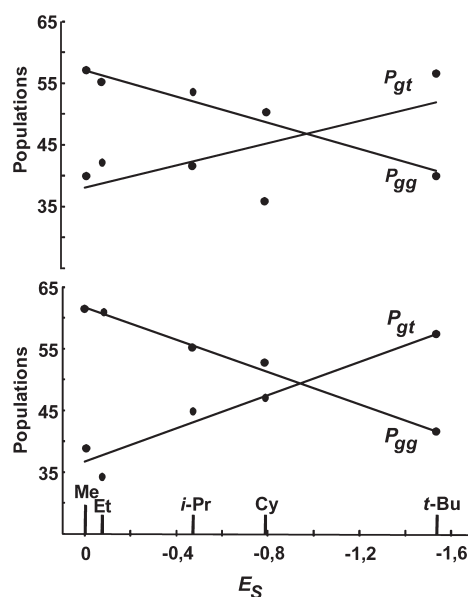 65
55
45
35
Populations
P_gt
P_gg
65
55
45
35
Populations
P_gt
P_gg
Me
Et
i-Pr
Cy
t-Bu
0 -0,4 -0,8 -1,2 -1,6
E_S